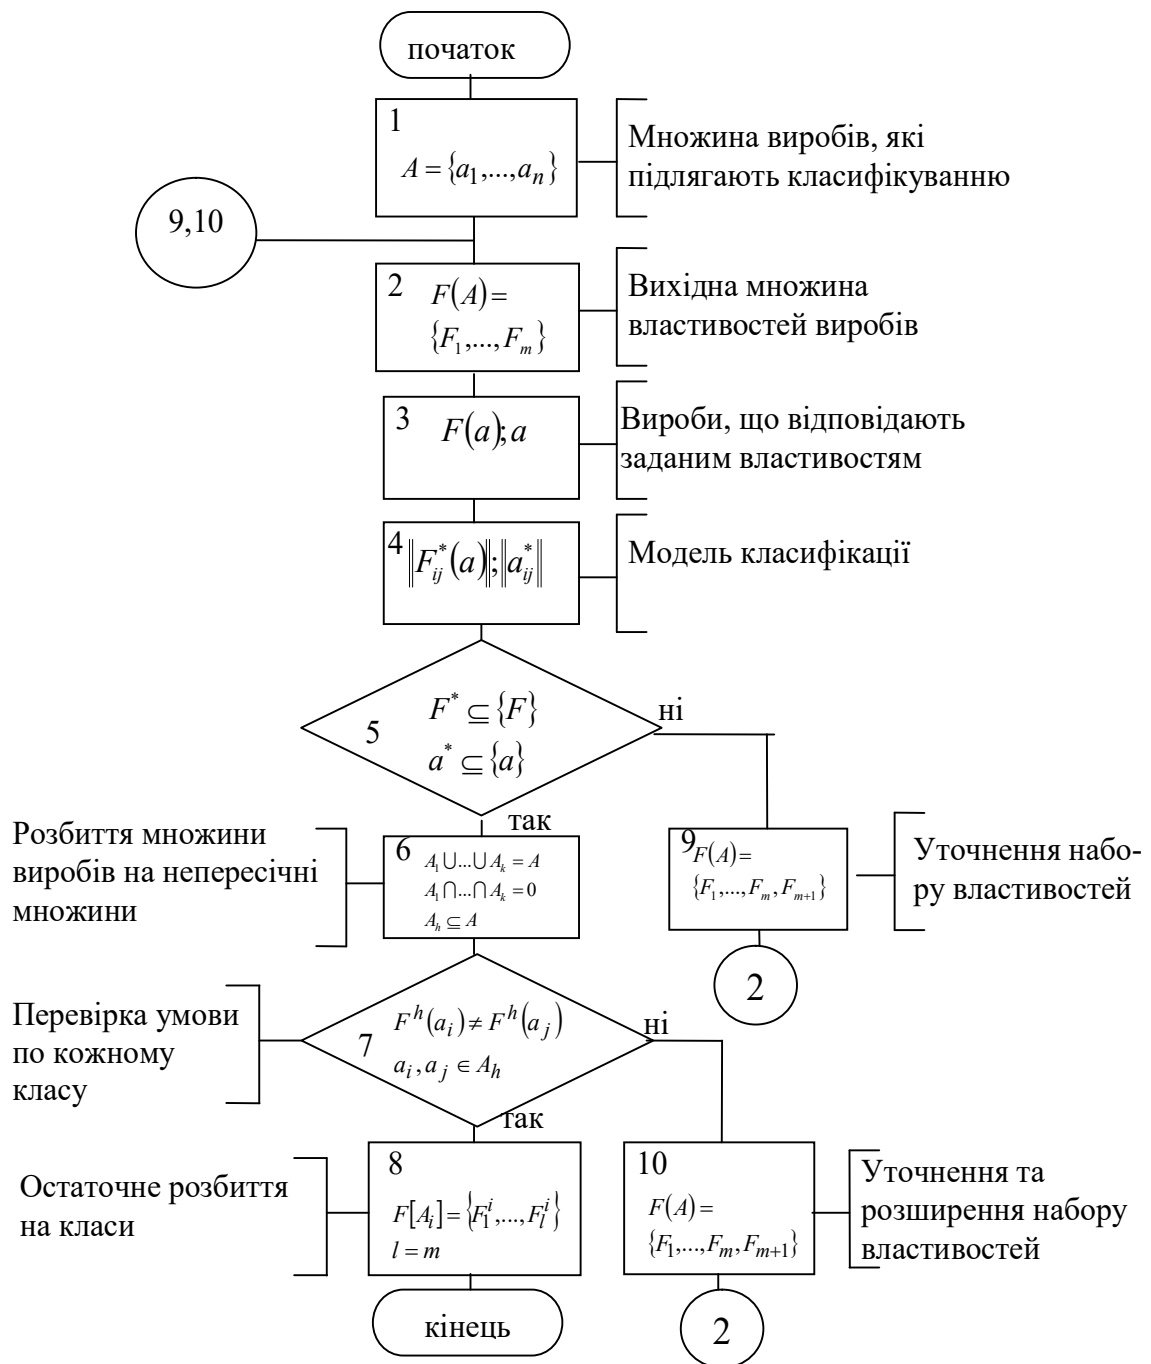 початок
1
A = {a₁,...,aₙ}
Множина виробів, які
підлягають класифікуванню
9,10
2
F(A) =
{F₁,...,Fₘ}
Вихідна множина
властивостей виробів
3
F(a); a
Вироби, що відповідають
заданим властивостям
4
‖F*ᵢⱼ(a)‖; ‖a*ᵢⱼ‖
Модель класифікації
5
F* ⊆ {F}
a* ⊆ {a}
ні
так
Розбиття множини
виробів на непересічні
множини
6
A₁ ∪ ... ∪ Aₖ = A
A₁ ∩ ... ∩ Aₖ = 0
Aₕ ⊆ A
9
F(A) =
{F₁,...,Fₘ, Fₘ₊₁}
Уточнення набо-
ру властивостей
2
Перевірка умови
по кожному
класу
7
Fʰ(aᵢ) ≠ Fʰ(aⱼ)
aᵢ, aⱼ ∈ Aₕ
ні
так
Остаточне розбиття
на класи
8
F[Aᵢ] = {F₁ⁱ,...,Fₗⁱ}
l = m
10
F(A) =
{F₁,...,Fₘ, Fₘ₊₁}
Уточнення та
розширення набору
властивостей
кінець
2